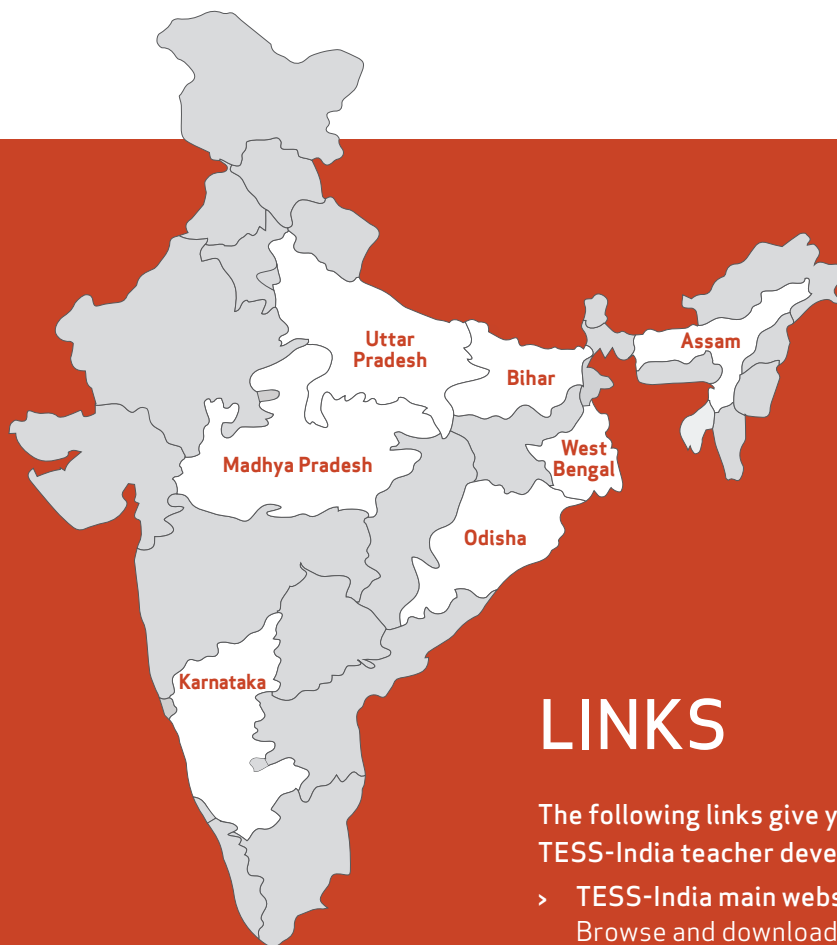 Uttar
Pradesh
Bihar
Assam
Madhya Pradesh
West
Bengal
Odisha
Karnataka
LINKS
The following links give y
TESS-India teacher deve
> TESS-India main webs
Browse and download